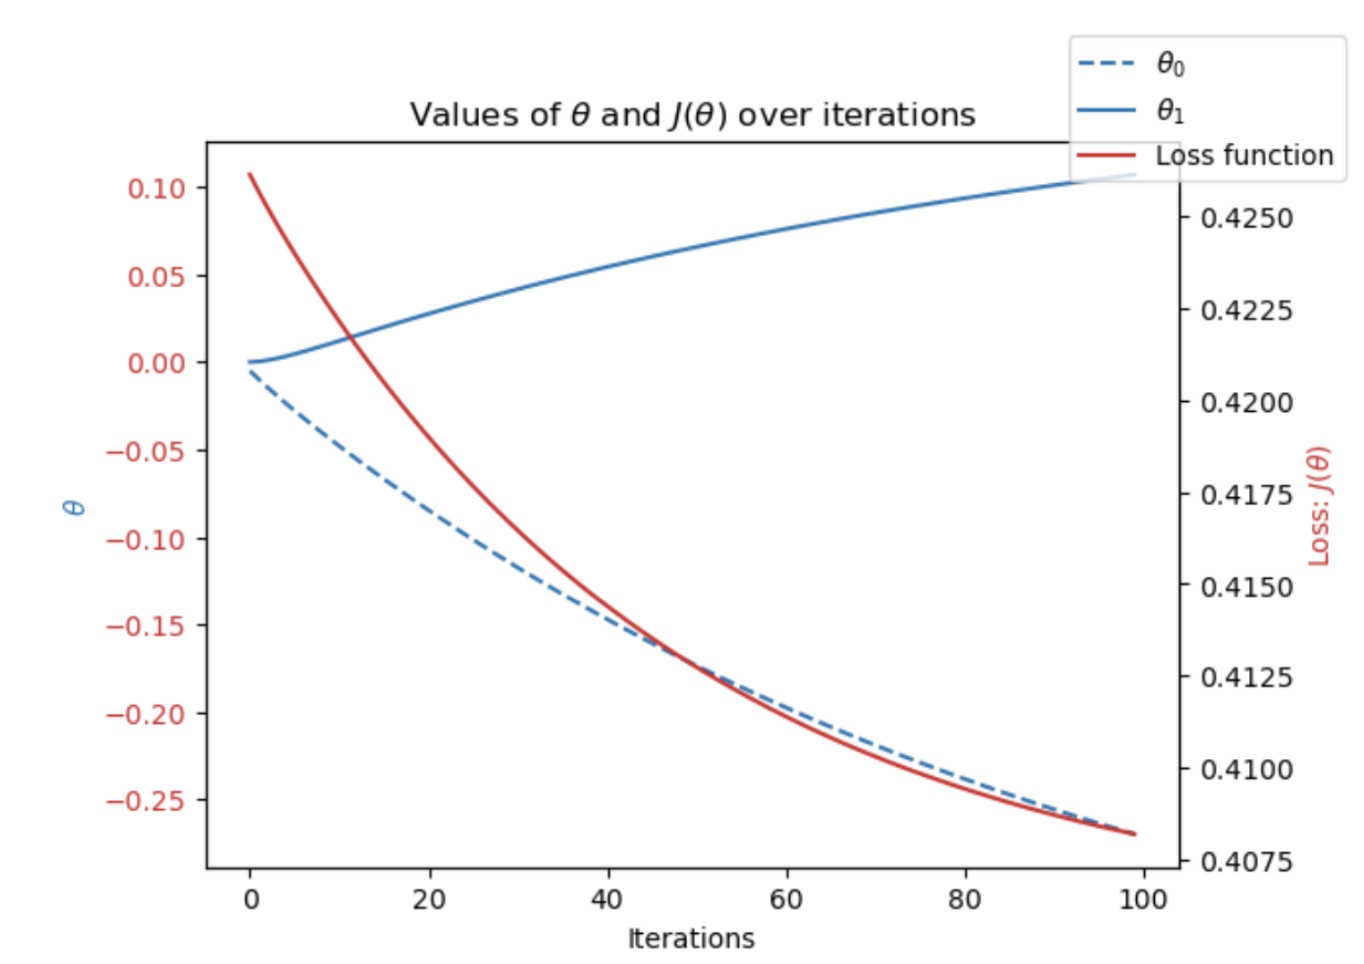 θ₀
θ₁
Loss function
Values of θ and J(θ) over iterations
0.10
0.05
0.00
−0.05
−0.10
−0.15
−0.20
−0.25
θ
0.4250
0.4225
0.4200
0.4175
0.4150
0.4125
0.4100
0.4075
Loss: J(θ)
0 20 40 60 80 100
Iterations